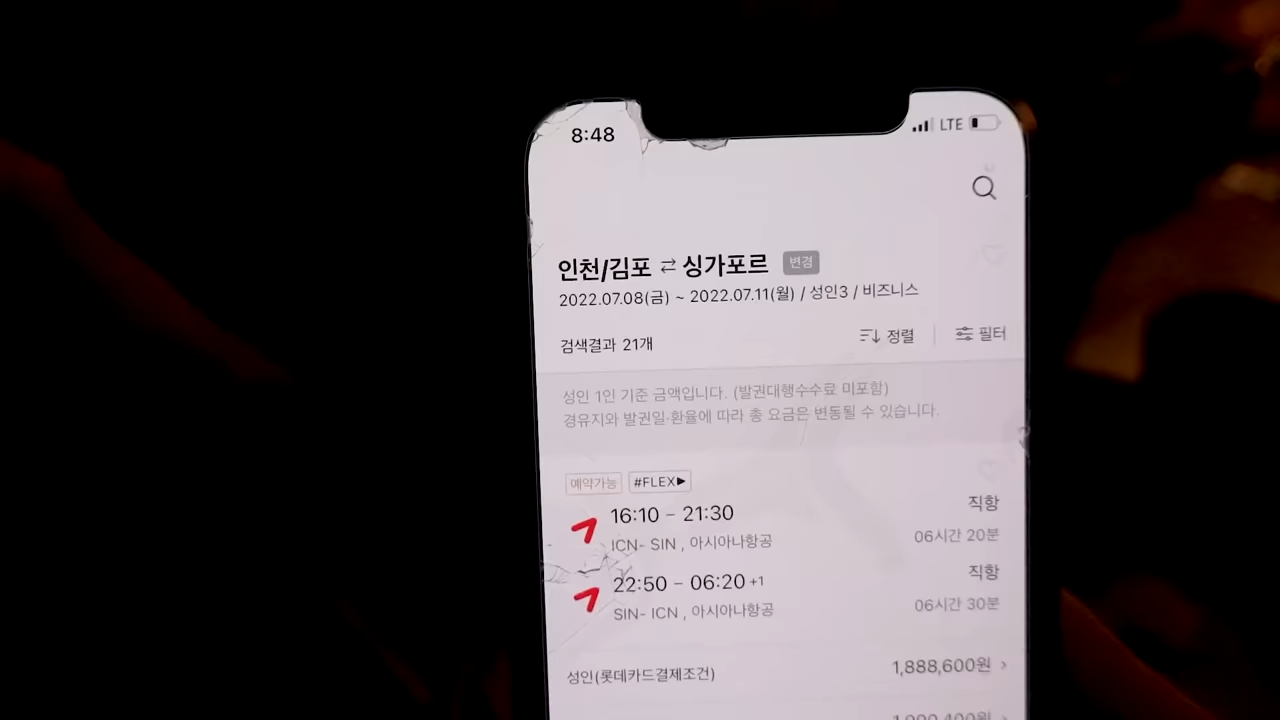 8:48 LTE
인천/김포 ⇄ 싱가포르 변경
2022.07.08(금) ~ 2022.07.11(월) / 성인3 / 비즈니스
검색결과 21개 정렬 필터
성인 1인 기준 금액입니다. (발권대행수수료 미포함)
경유지와 발권일·환율에 따라 총 요금은 변동될 수 있습니다.
예약가능 #FLEX▶
16:10 - 21:30 직항
ICN- SIN , 아시아나항공 06시간 20분
22:50 - 06:20 +1 직항
SIN- ICN , 아시아나항공 06시간 30분
성인(롯데카드결제조건) 1,888,600원 ›